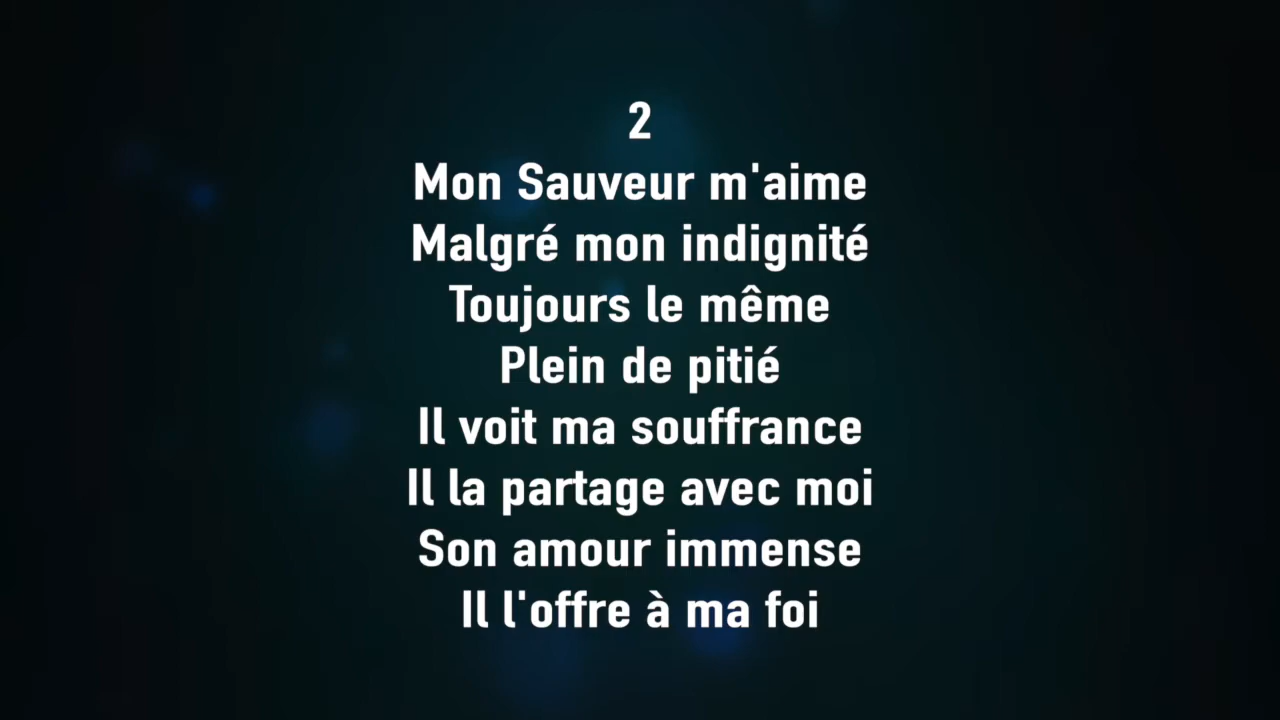 2
Mon Sauveur m'aime
Malgré mon indignité
Toujours le même
Plein de pitié
Il voit ma souffrance
Il la partage avec moi
Son amour immense
Il l'offre à ma foi